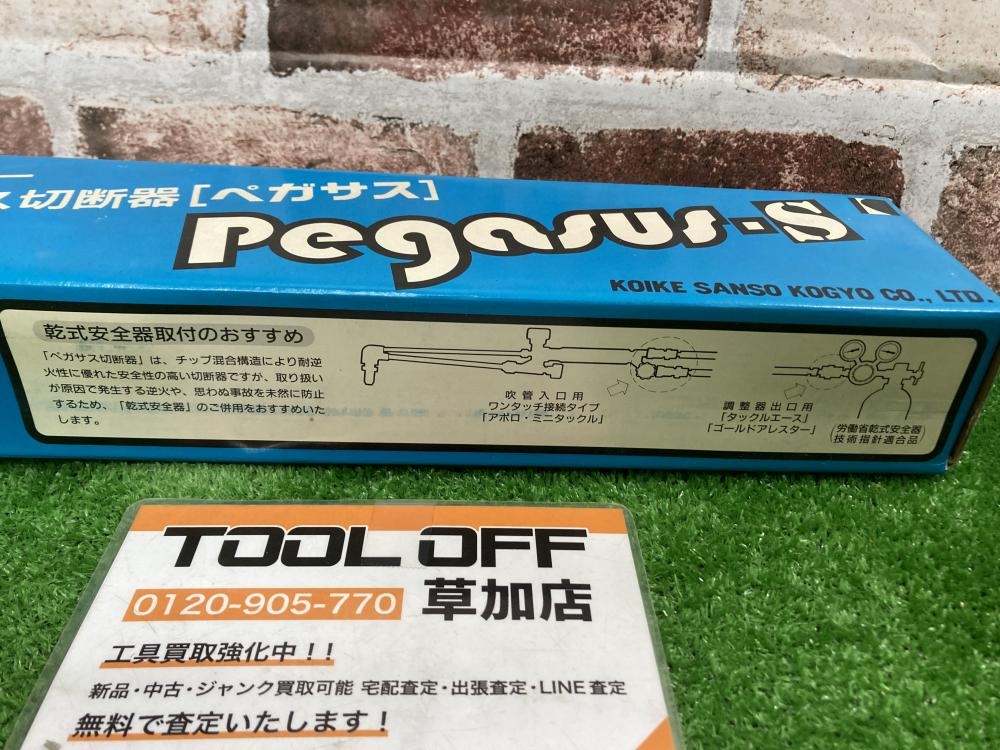 ス切断器[ペガサス]
Pegasus-S
KOIKE SANSO KOGYO CO., LTD.
乾式安全器取付のおすすめ
「ペガサス切断器」は、チップ混合構造により耐逆
火性に優れた安全性の高い切断器ですが、取り扱い
が原因で発生する逆火や、思わぬ事故を未然に防止
するため、「乾式安全器」のご併用をおすすめいた
します。
吹管入口用
ワンタッチ接続タイプ
「アポロ・ミニタックル」
調整器出口用
「タックルエース」
「ゴールドアレスター」
(労働省乾式安全器
技術指針適合品)
TOOL OFF
0120-905-770 草加店
工具買取強化中!!
新品・中古・ジャンク買取可能 宅配査定・出張査定・LINE査定
無料で査定いたします!